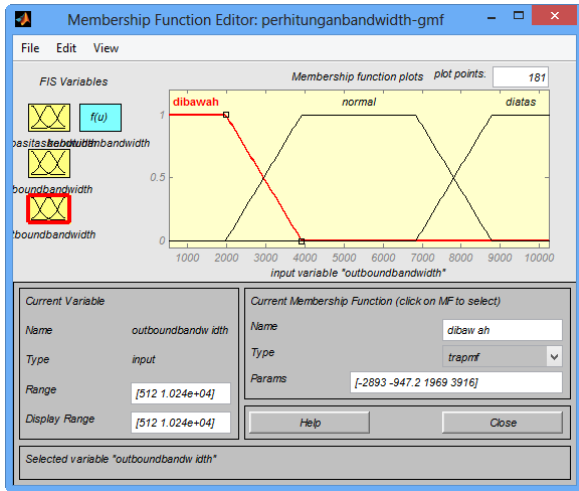 Membership Function Editor: perhitunganbandwidth-gmf
File Edit View
FIS Variables
Membership function plots plot points: 181
f(u)
boundbandwidth
dibawah normal diatas
1
0.5
0
1000 2000 3000 4000 5000 6000 7000 8000 9000 10000
input variable "outboundbandwidth"
Current Variable
Name outboundbandw idth
Type input
Range [512 1.024e+04]
Display Range [512 1.024e+04]
Current Membership Function (click on MF to select)
Name dibaw ah
Type trapmf
Params [-2893 -947.2 1969 3916]
Help Close
Selected variable "outboundbandw idth"